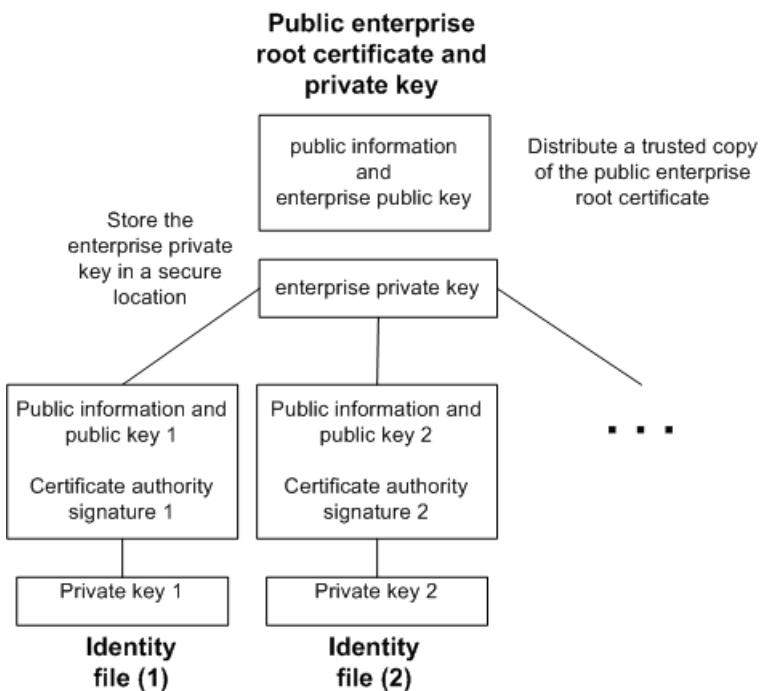 Public enterprise
root certificate and
private key
public information
and
enterprise public key
Distribute a trusted copy
of the public enterprise
root certificate
Store the
enterprise private
key in a secure
location
enterprise private key
Public information and
public key 1
Certificate authority
signature 1
Public information and
public key 2
Certificate authority
signature 2
. . .
Private key 1
Private key 2
Identity
file (1)
Identity
file (2)